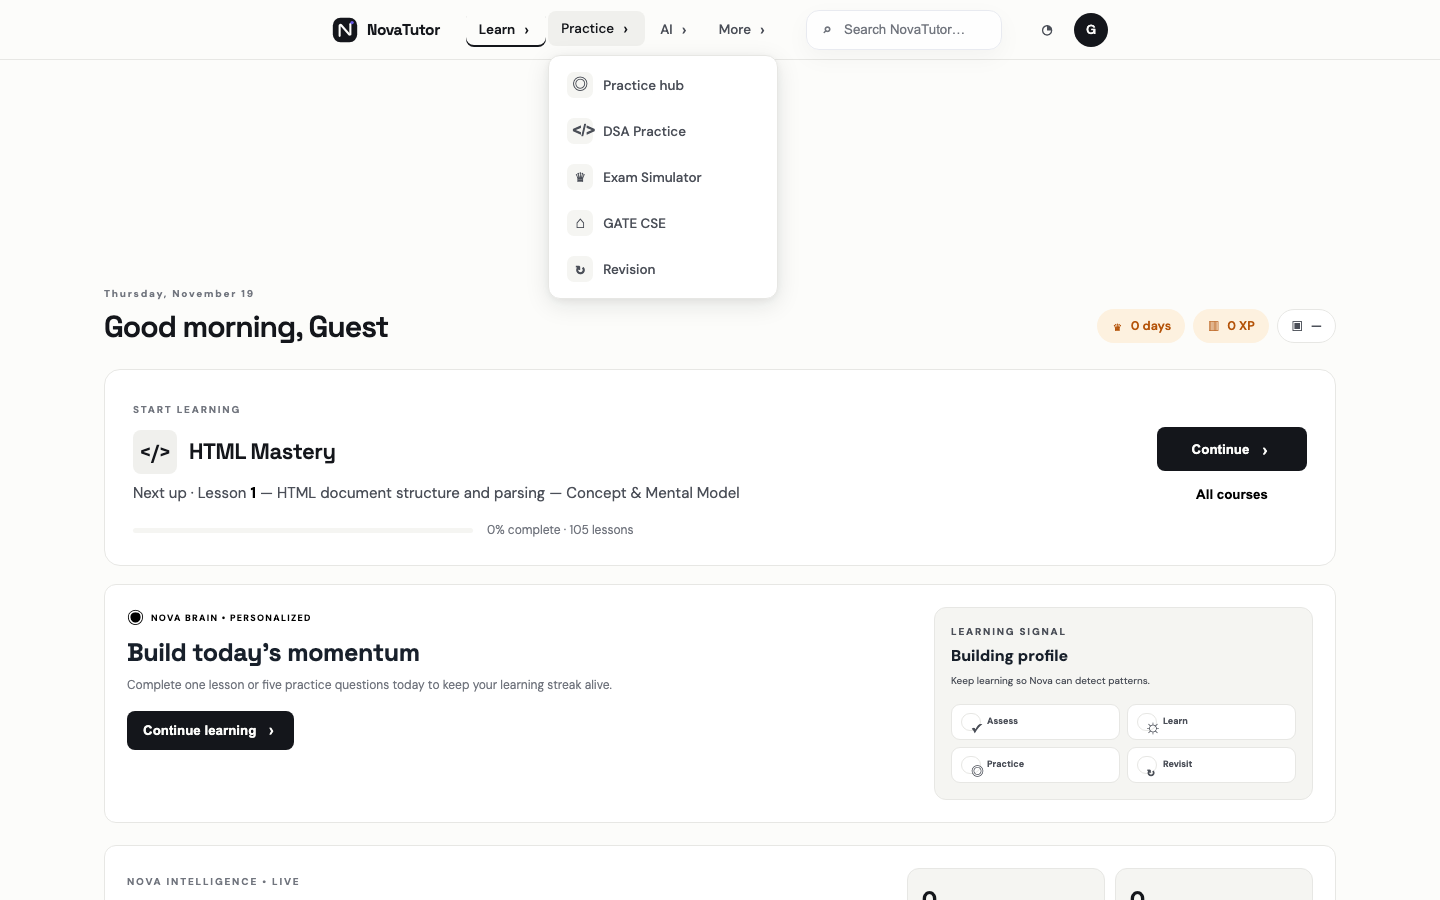 NovaTutor
Learn ›
Practice ›
AI ›
More ›
Search NovaTutor...
G
Practice hub
</> DSA Practice
Exam Simulator
GATE CSE
Revision
Thursday, November 19
Good morning, Guest
0 days
0 XP
—
START LEARNING
</> HTML Mastery
Next up · Lesson 1 — HTML document structure and parsing — Concept & Mental Model
0% complete · 105 lessons
Continue ›
All courses
NOVA BRAIN • PERSONALIZED
Build today's momentum
Complete one lesson or five practice questions today to keep your learning streak alive.
Continue learning ›
LEARNING SIGNAL
Building profile
Keep learning so Nova can detect patterns.
Assess
Learn
Practice
Revisit
NOVA INTELLIGENCE • LIVE
0
0